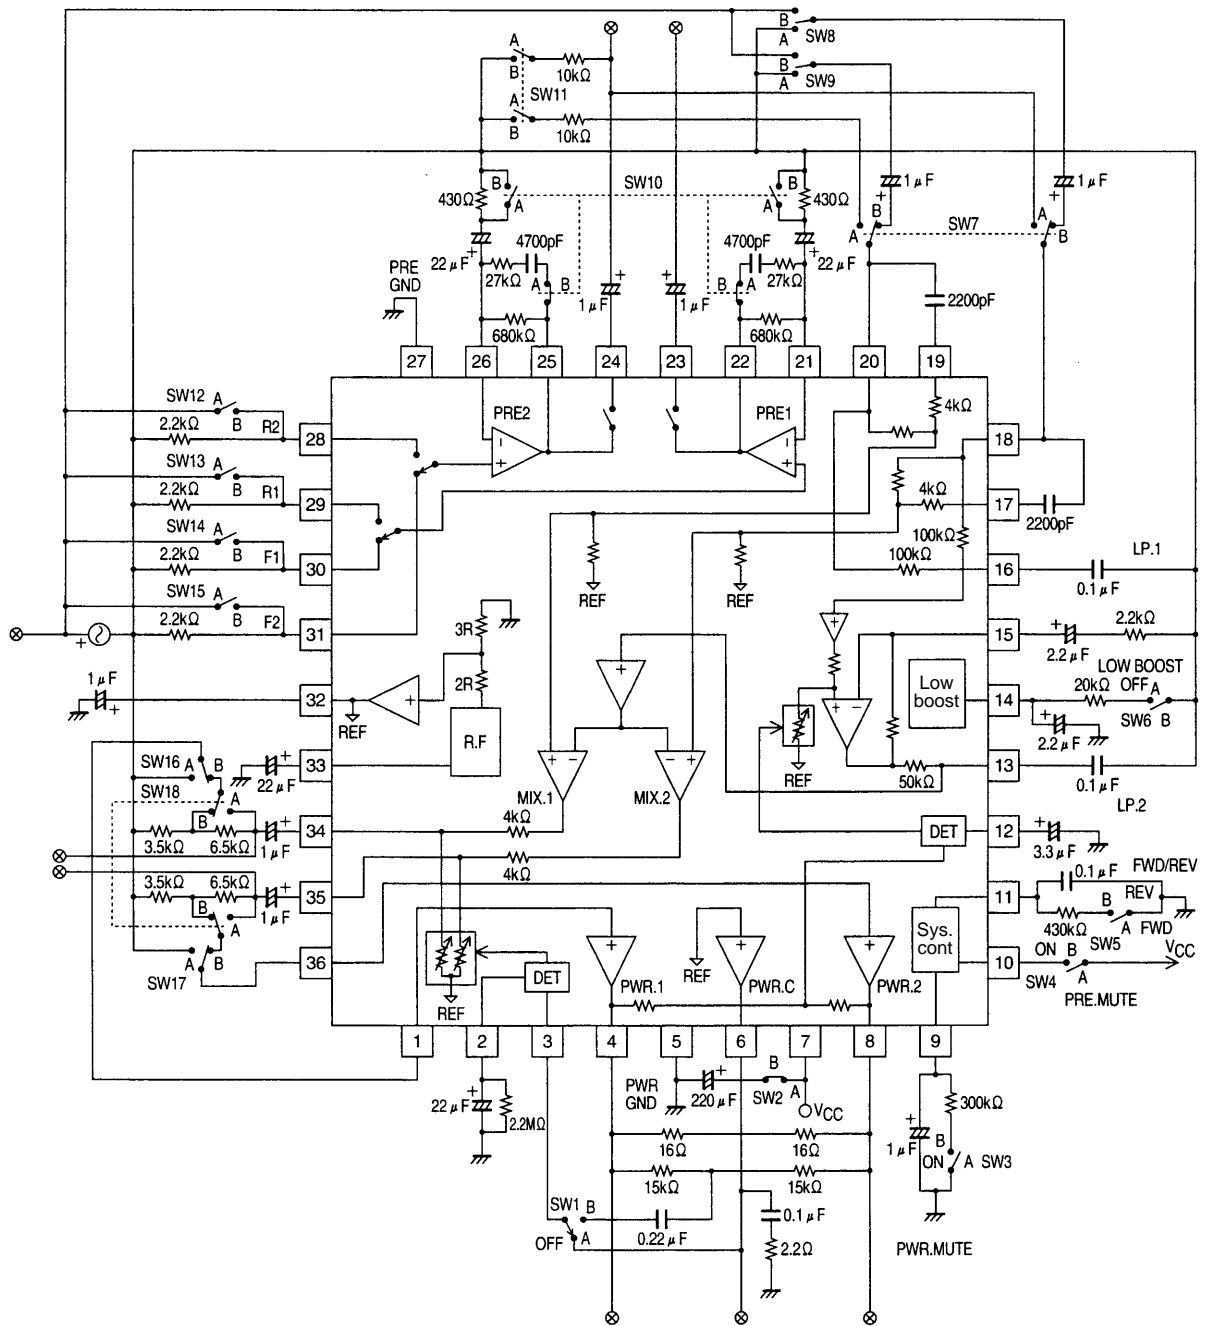 B
A
SW8
B
A
SW9
A
B
10kΩ
SW11
A
B
10kΩ
B
A
430Ω
SW10
B
A
430Ω
1μF
+
1μF
+
A
B
SW7
A
B
22μF
+
4700pF
27kΩ
A
B
680kΩ
1μF
+
1μF
+
4700pF
B
A
27kΩ
680kΩ
22μF
+
PRE
GND
2200pF
27
26
25
24
23
22
21
20
19
SW12
A
B
2.2kΩ
R2
28
SW13
A
B
2.2kΩ
R1
29
SW14
A
B
2.2kΩ
F1
30
SW15
A
B
2.2kΩ
F2
31
+
PRE2
-
+
PRE1
-
+
4kΩ
18
4kΩ
17
2200pF
100kΩ
100kΩ
16
0.1μF
LP.1
REF
REF
3R
2R
R.F
+
REF
1μF
+
32
+
+
+ -
15
+
2.2μF
2.2kΩ
Low
boost
14
LOW BOOST
20kΩ
OFF
A
SW6
B
+
2.2μF
REF
50kΩ
13
0.1μF
LP.2
SW16
A
B
SW18
22μF
+
33
+ -
MIX.1
- +
MIX.2
A
B
3.5kΩ
6.5kΩ
1μF
+
34
4kΩ
4kΩ
3.5kΩ
6.5kΩ
1μF
+
35
B
A
A
B
SW17
36
DET
12
+
3.3μF
0.1μF
FWD/REV
REV
11
430kΩ
B
A
SW5
FWD
Sys.
cont
10
ON
B
A
SW4
VCC
PRE.MUTE
REF
DET
+
PWR.1
REF
+
PWR.C
+
PWR.2
1
2
3
4
5
6
7
8
9
22μF
+
2.2MΩ
PWR
GND
220μF
+
B
SW2
A
VCC
16Ω
16Ω
15kΩ
15kΩ
SW1
B
OFF
A
0.22μF
0.1μF
2.2Ω
+
1μF
300kΩ
B
ON
A
SW3
PWR.MUTE